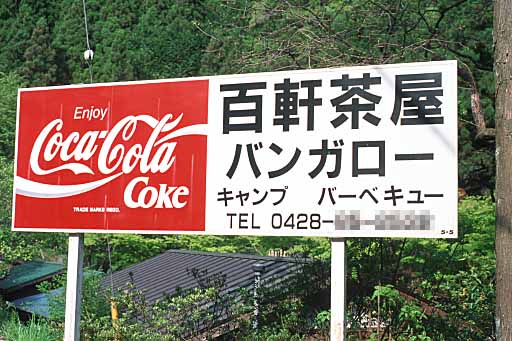 Enjoy
Coca-Cola
Coke
TRADE MARKS REGD.
百軒茶屋
バンガロー
キャンプ バーベキュー
TEL 0428-
S・S